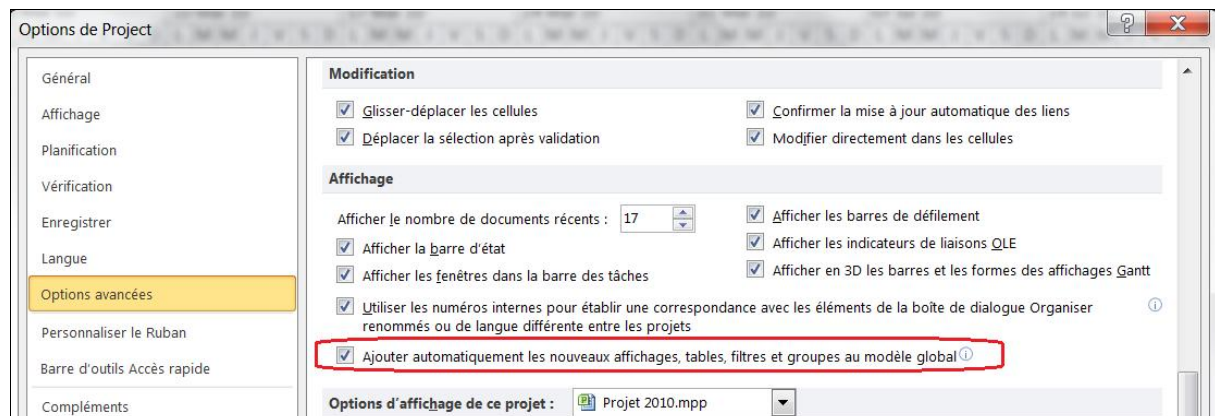 Options de Project
Général
Affichage
Planification
Vérification
Enregistrer
Langue
Options avancées
Personnaliser le Ruban
Barre d'outils Accès rapide
Compléments
Modification
Glisser-déplacer les cellules
Confirmer la mise à jour automatique des liens
Déplacer la sélection après validation
Modifier directement dans les cellules
Affichage
Afficher le nombre de documents récents : 17
Afficher les barres de défilement
Afficher la barre d'état
Afficher les indicateurs de liaisons OLE
Afficher les fenêtres dans la barre des tâches
Afficher en 3D les barres et les formes des affichages Gantt
Utiliser les numéros internes pour établir une correspondance avec les éléments de la boîte de dialogue Organiser
renommés ou de langue différente entre les projets
Ajouter automatiquement les nouveaux affichages, tables, filtres et groupes au modèle global
Options d'affichage de ce projet : Projet 2010.mpp